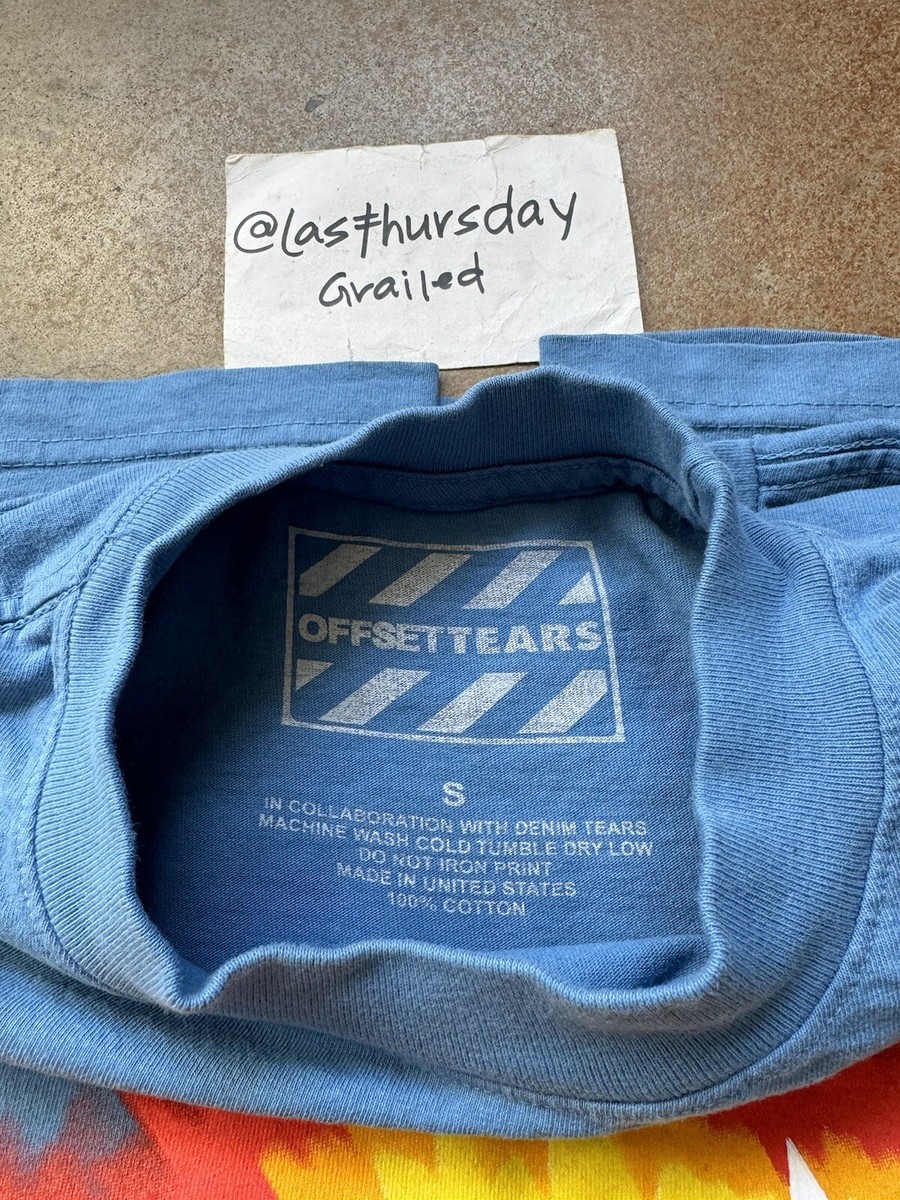 @lasthursday
Grailed
OFFSETTEARS
S
IN COLLABORATION WITH DENIM TEARS
MACHINE WASH COLD TUMBLE DRY LOW
DO NOT IRON PRINT
MADE IN UNITED STATES
100% COTTON